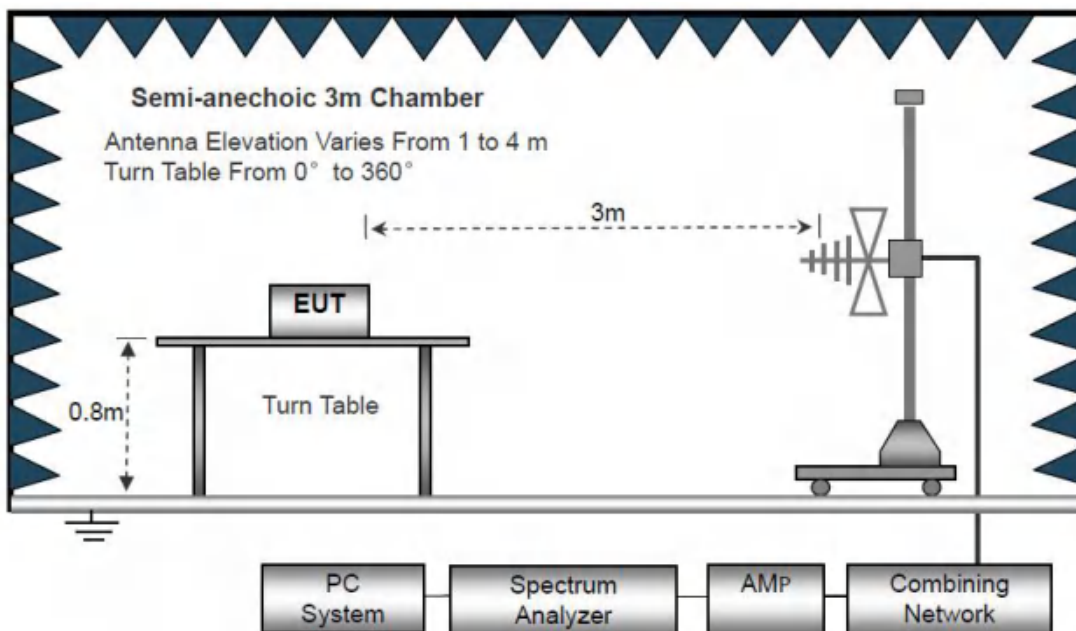 Semi-anechoic 3m Chamber
Antenna Elevation Varies From 1 to 4 m
Turn Table From 0° to 360°
3m
EUT
0.8m
Turn Table
PC
System
Spectrum
Analyzer
AMP
Combining
Network